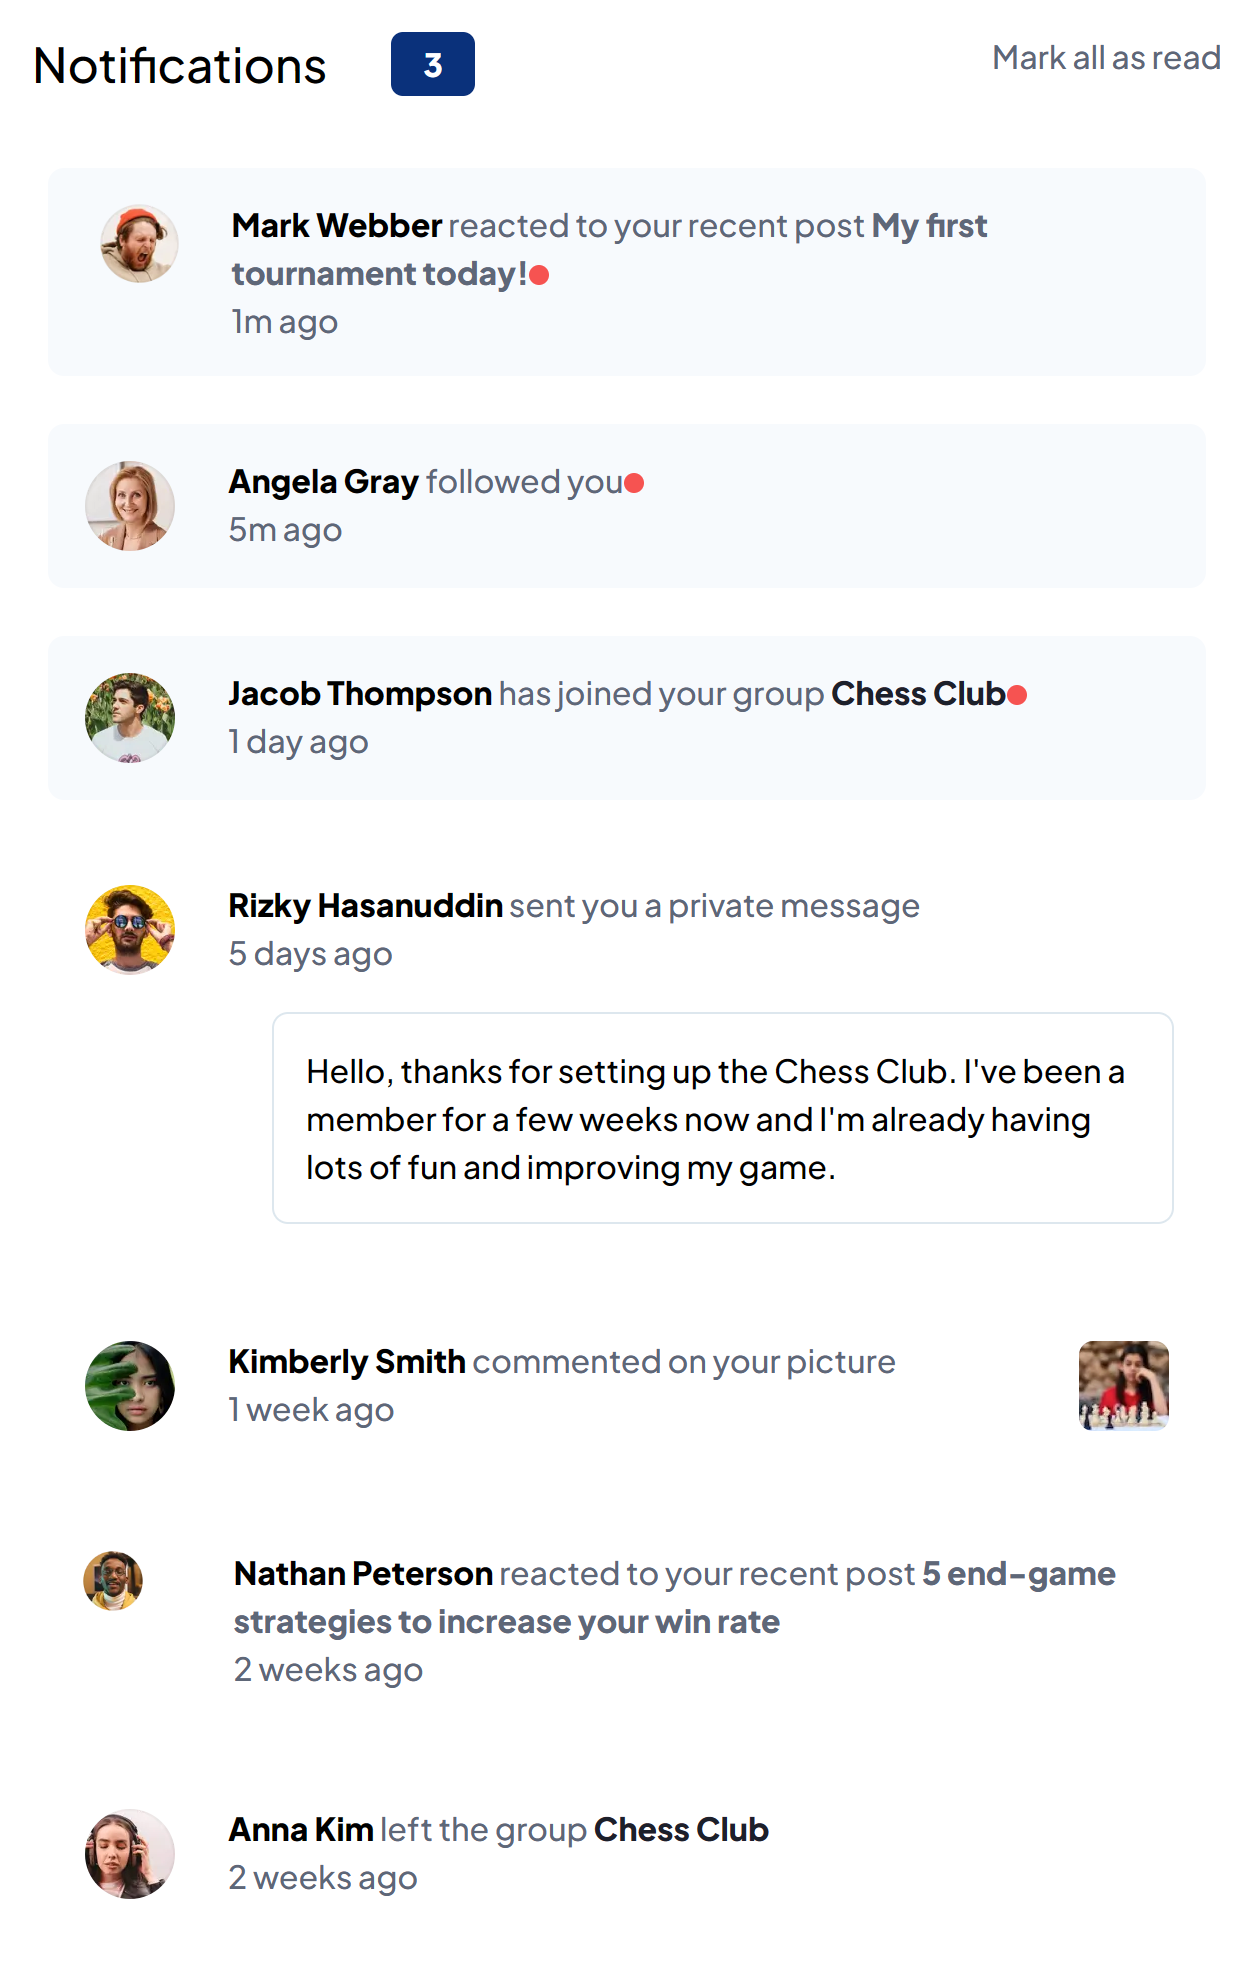 Notifications
3
Mark all as read
Mark Webber reacted to your recent post My first
tournament today!
1m ago
Angela Gray followed you
5m ago
Jacob Thompson has joined your group Chess Club
1 day ago
Rizky Hasanuddin sent you a private message
5 days ago
Hello, thanks for setting up the Chess Club. I've been a
member for a few weeks now and I'm already having
lots of fun and improving my game.
Kimberly Smith commented on your picture
1 week ago
Nathan Peterson reacted to your recent post 5 end-game
strategies to increase your win rate
2 weeks ago
Anna Kim left the group Chess Club
2 weeks ago